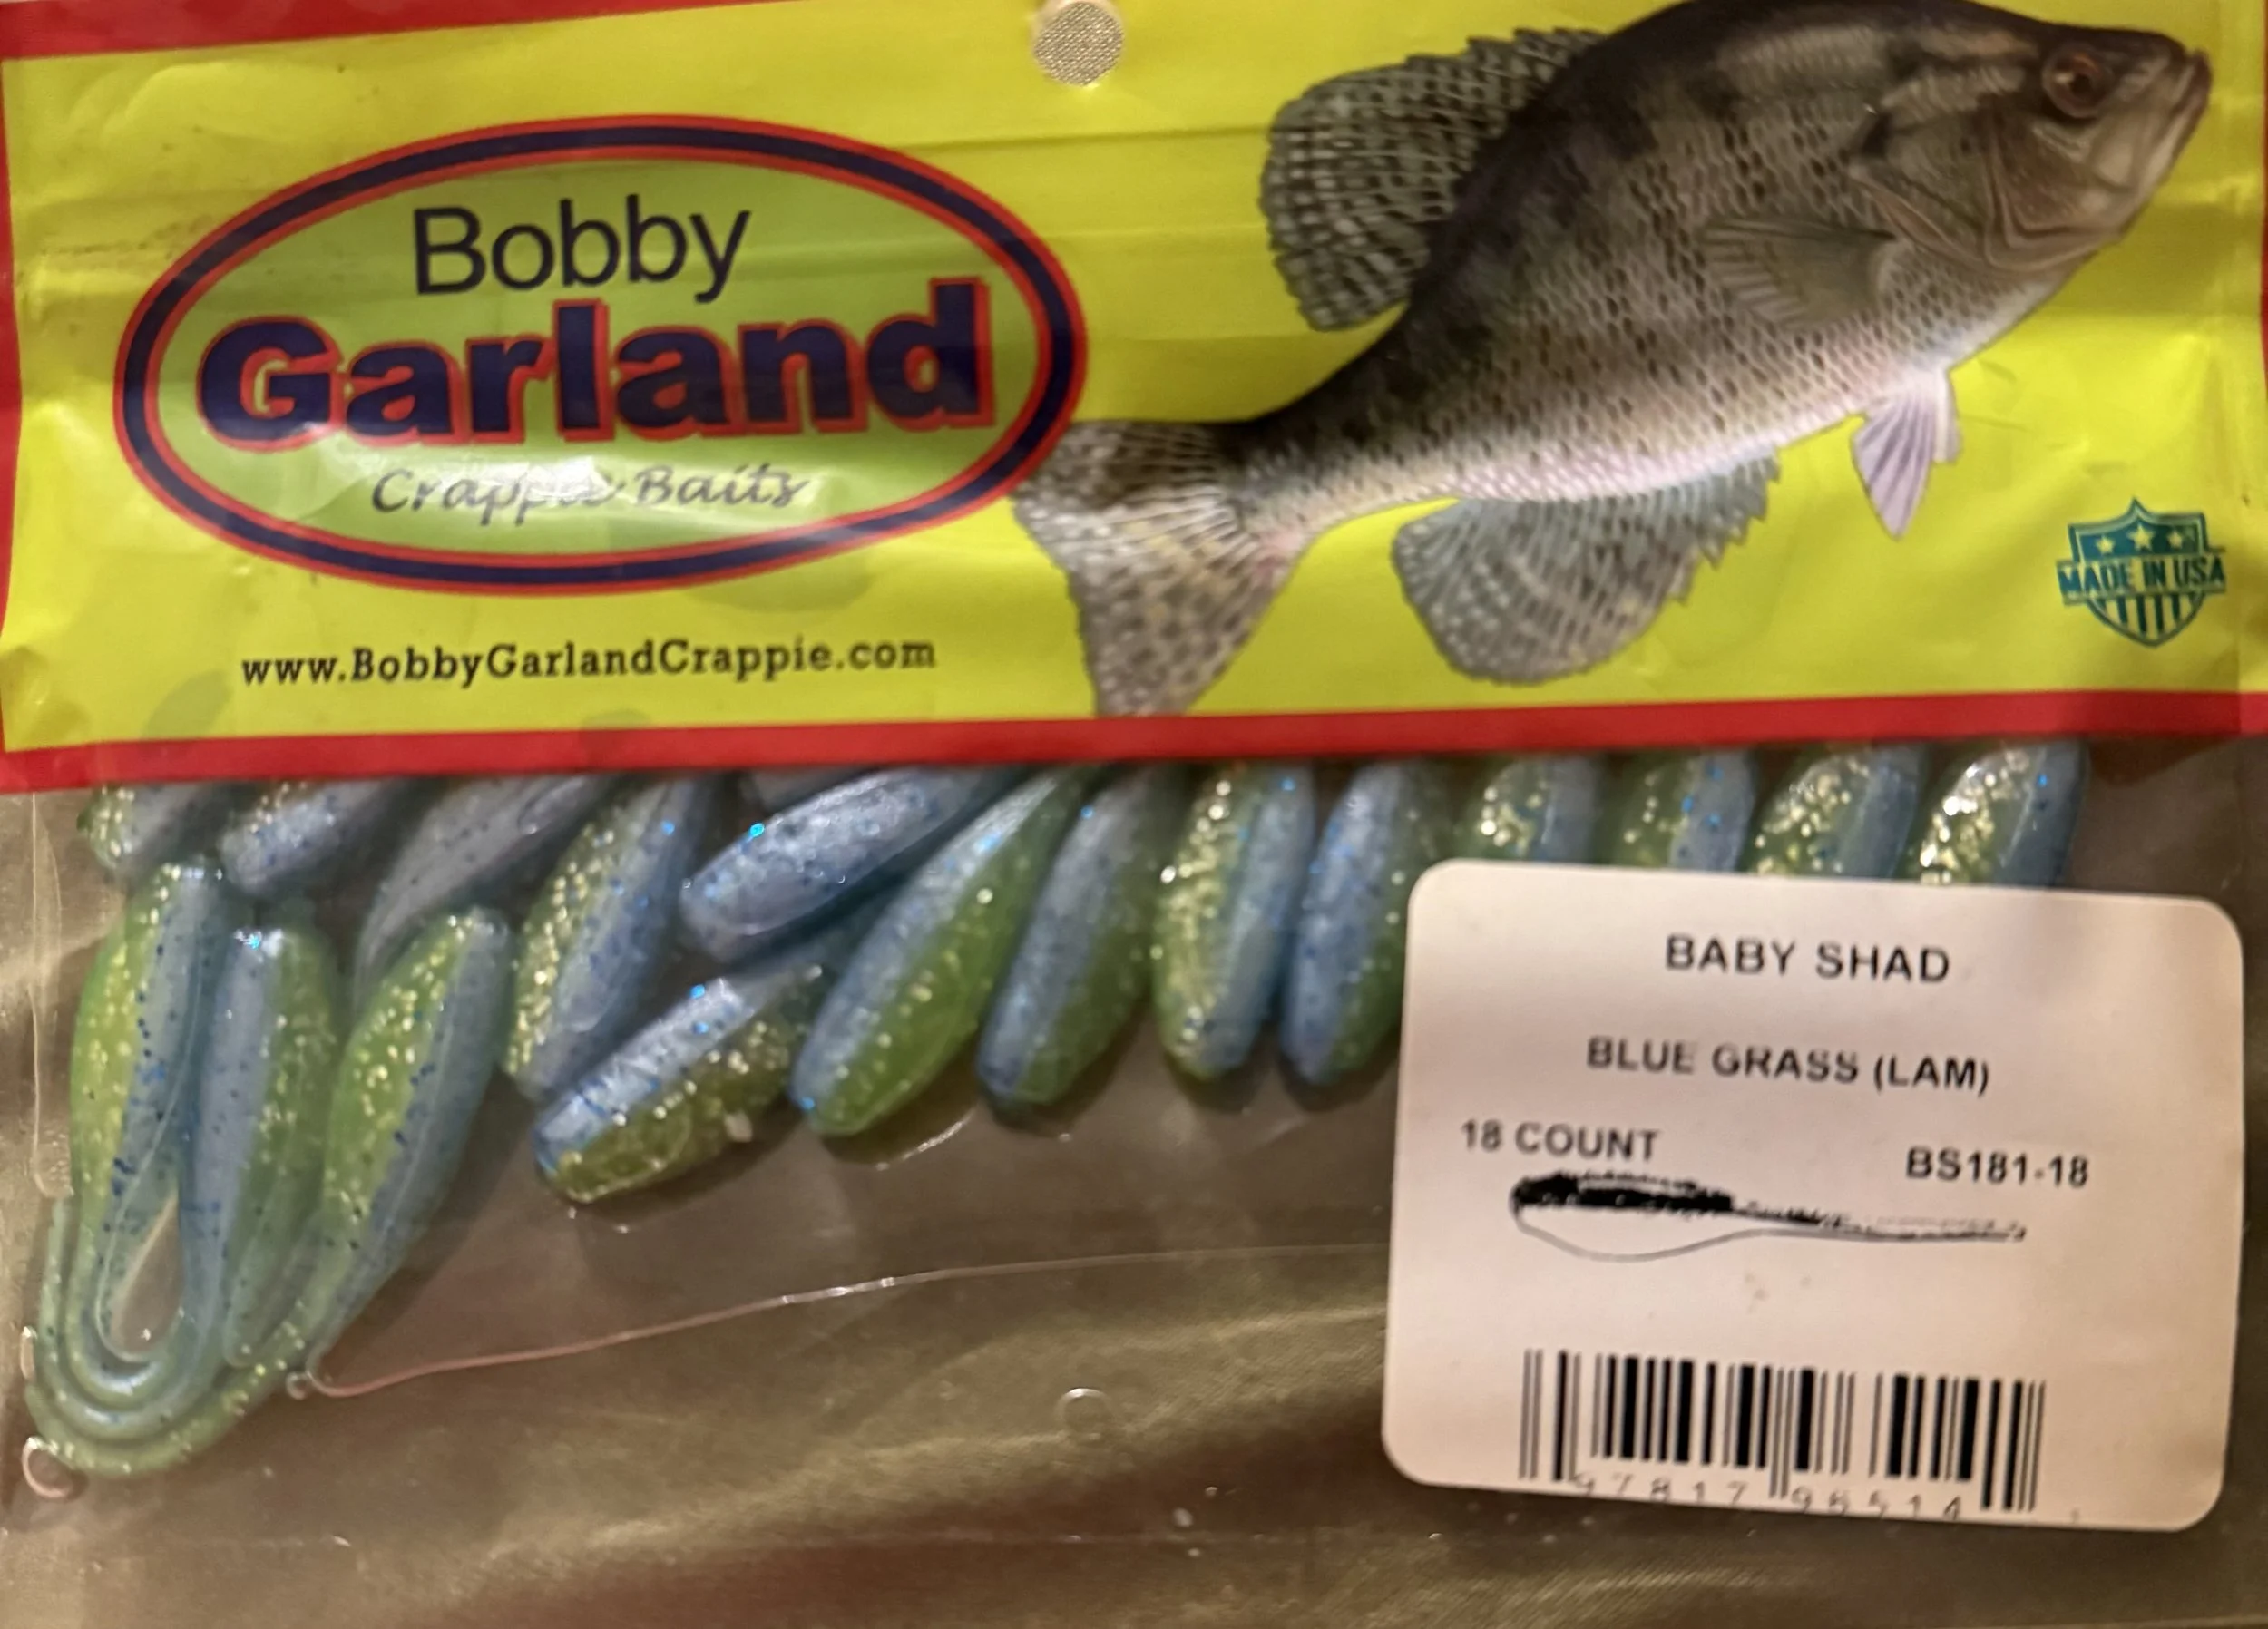 Bobby
Garland
Crappie Baits
www.BobbyGarlandCrappie.com
MADE IN USA
BABY SHAD
BLUE GRASS (LAM)
18 COUNT
BS181-18